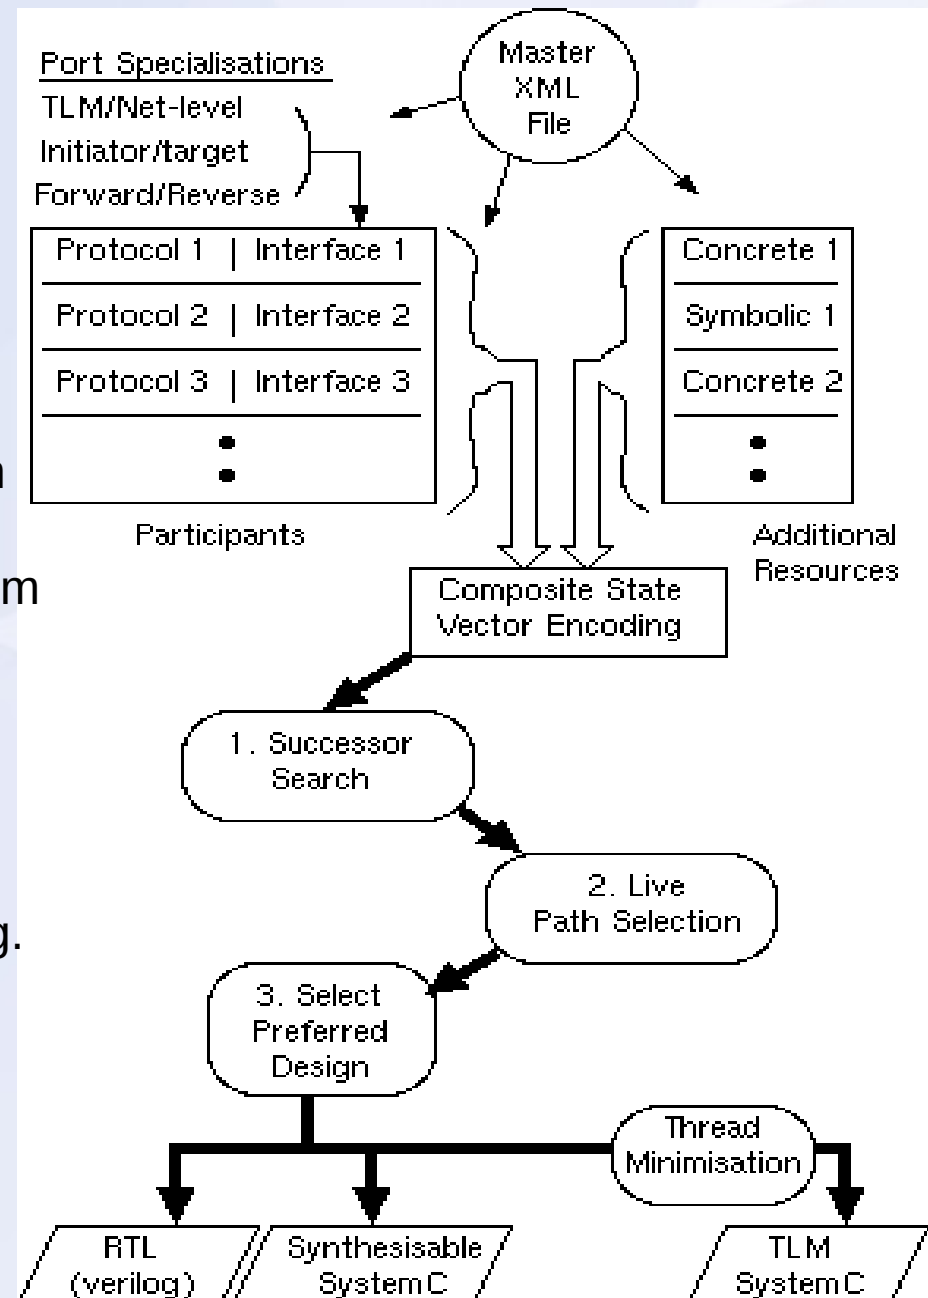 Master
XML
File
Port Specialisations
TLM/Net-level
Initiator/target
Forward/Reverse
Protocol 1 | Interface 1
Protocol 2 | Interface 2
Protocol 3 | Interface 3
Participants
Concrete 1
Symbolic 1
Concrete 2
Additional
Resources
m
g.
Composite State
Vector Encoding
1. Successor
Search
2. Live
Path Selection
3. Select
Preferred
Design
Thread
Minimisation
RTL
(verilog)
Synthesisable
SystemC
TLM
SystemC